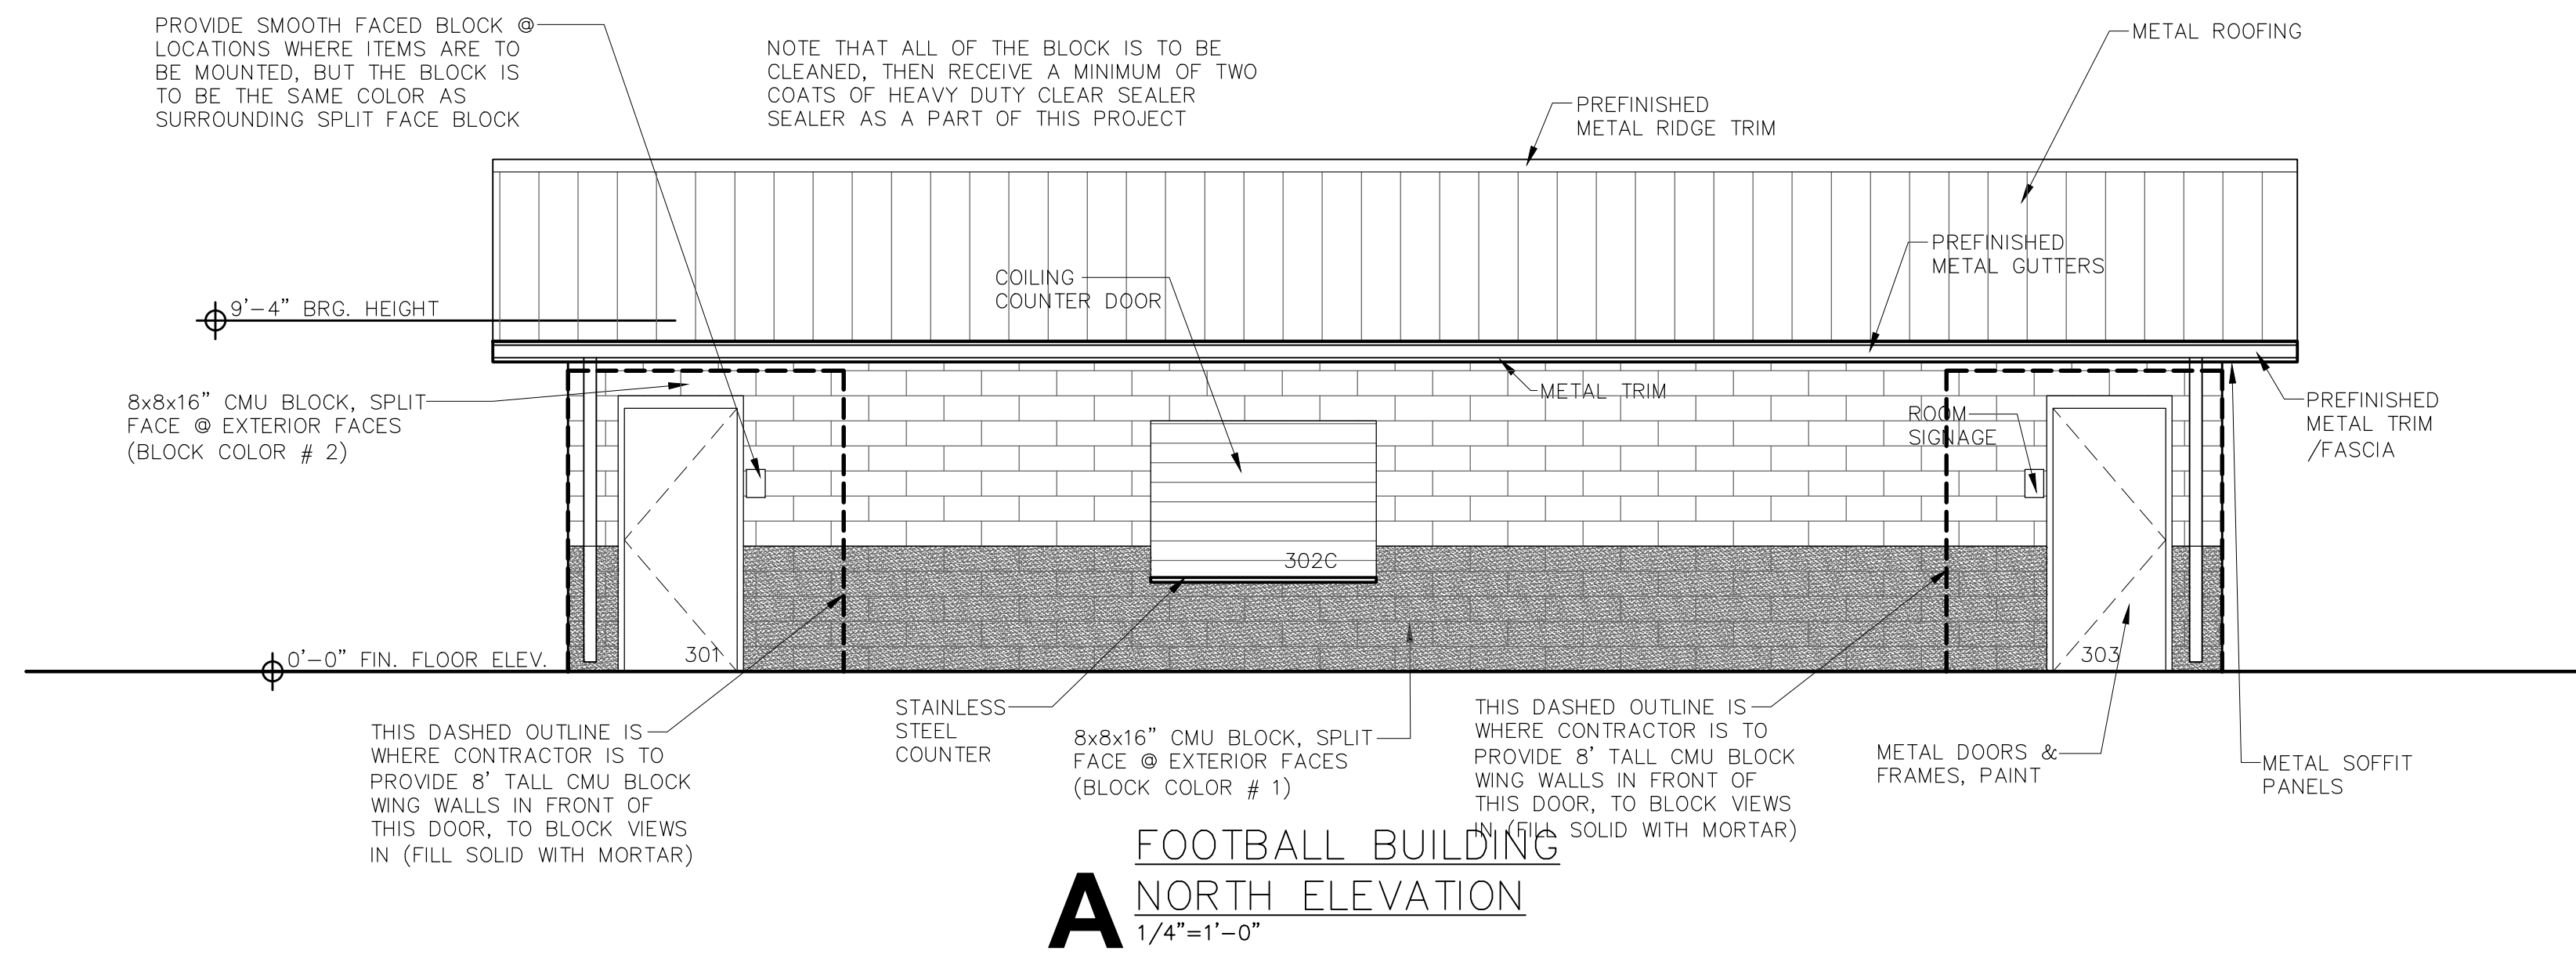 PROVIDE SMOOTH FACED BLOCK @
LOCATIONS WHERE ITEMS ARE TO
BE MOUNTED, BUT THE BLOCK IS
TO BE THE SAME COLOR AS
SURROUNDING SPLIT FACE BLOCK
NOTE THAT ALL OF THE BLOCK IS TO BE
CLEANED, THEN RECEIVE A MINIMUM OF TWO
COATS OF HEAVY DUTY CLEAR SEALER
SEALER AS A PART OF THIS PROJECT
METAL ROOFING
PREFINISHED
METAL RIDGE TRIM
PREFINISHED
METAL GUTTERS
COILING
COUNTER DOOR
9'-4" BRG. HEIGHT
METAL TRIM
8x8x16" CMU BLOCK, SPLIT
FACE @ EXTERIOR FACES
(BLOCK COLOR # 2)
ROOM
SIGNAGE
PREFINISHED
METAL TRIM
/FASCIA
302C
301
303
0'-0" FIN. FLOOR ELEV.
THIS DASHED OUTLINE IS
WHERE CONTRACTOR IS TO
PROVIDE 8' TALL CMU BLOCK
WING WALLS IN FRONT OF
THIS DOOR, TO BLOCK VIEWS
IN (FILL SOLID WITH MORTAR)
STAINLESS
STEEL
COUNTER
8x8x16" CMU BLOCK, SPLIT
FACE @ EXTERIOR FACES
(BLOCK COLOR # 1)
THIS DASHED OUTLINE IS
WHERE CONTRACTOR IS TO
PROVIDE 8' TALL CMU BLOCK
WING WALLS IN FRONT OF
THIS DOOR, TO BLOCK VIEWS
IN (FILL SOLID WITH MORTAR)
METAL DOORS &
FRAMES, PAINT
METAL SOFFIT
PANELS
A
FOOTBALL BUILDING
NORTH ELEVATION
1/4"=1'-0"